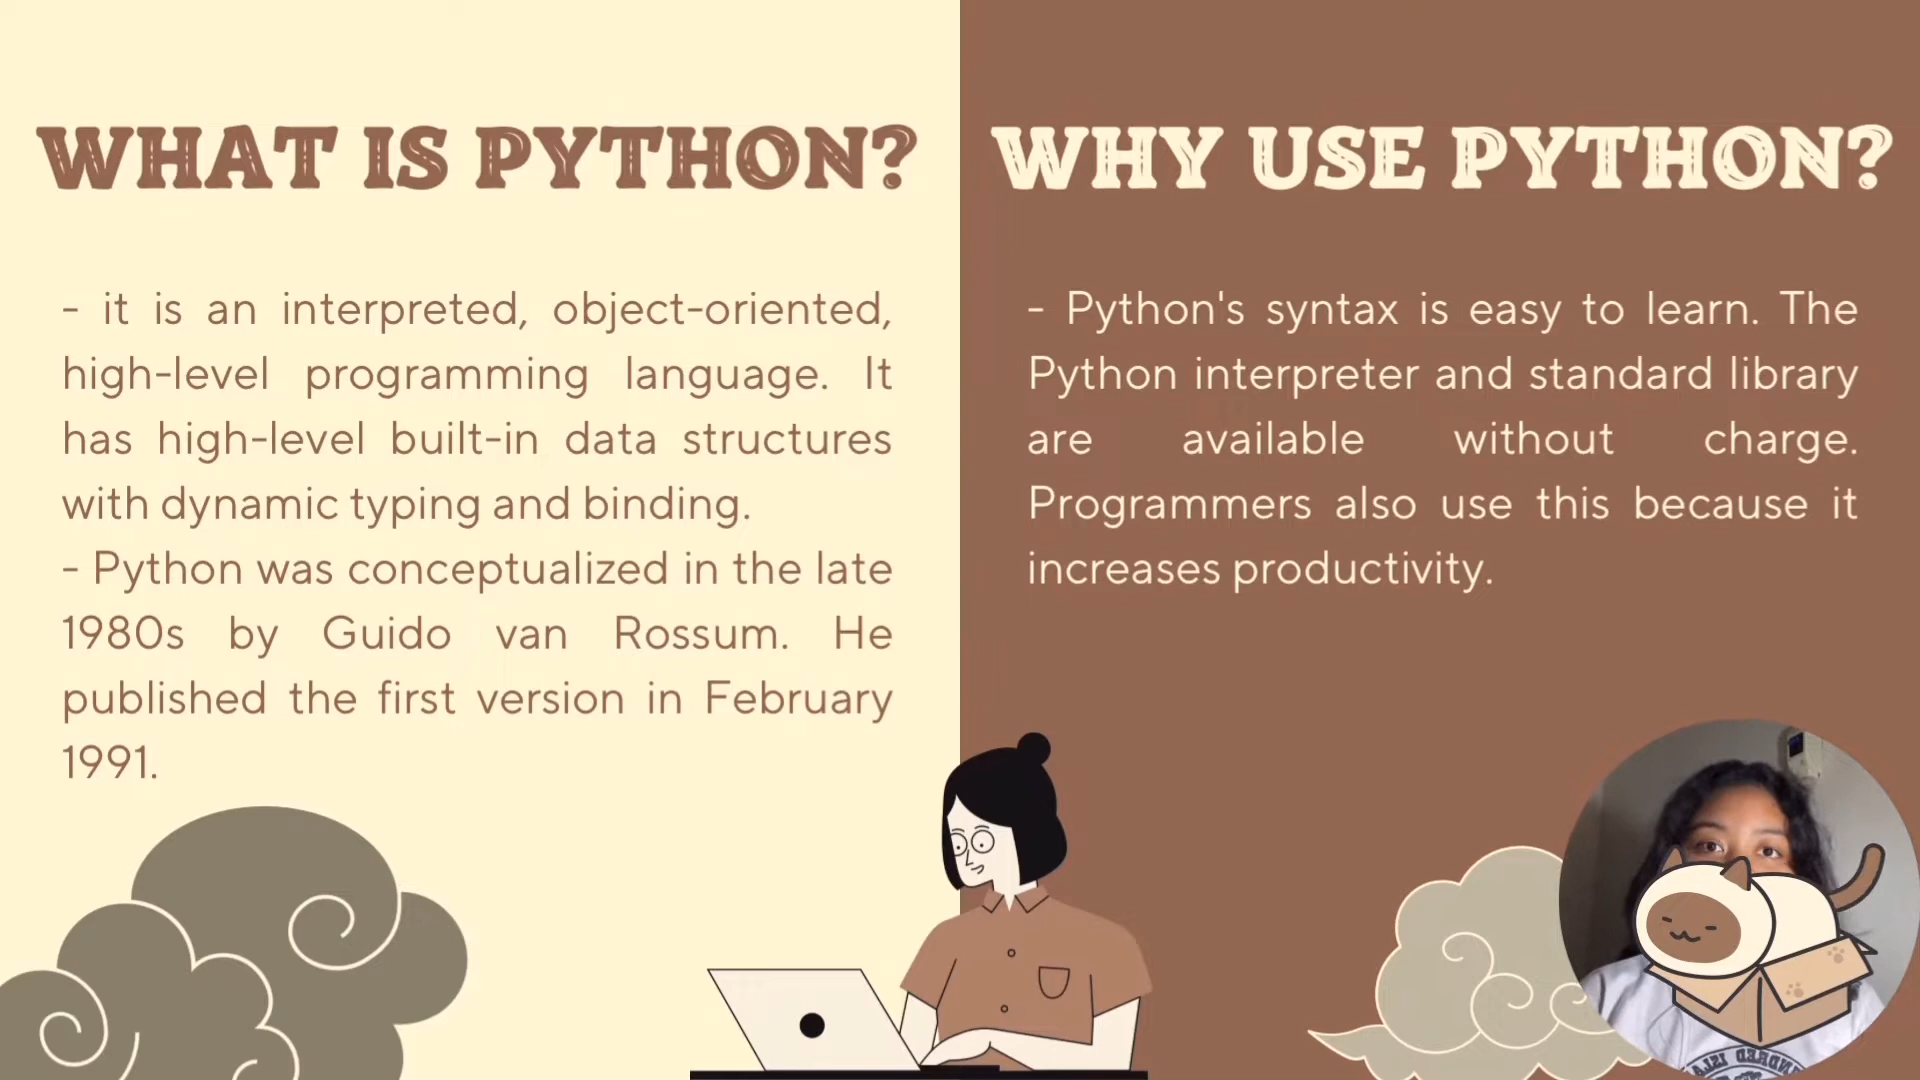 WHAT IS PYTHON?
- it is an interpreted, object-oriented,
high-level programming language. It
has high-level built-in data structures
with dynamic typing and binding.
- Python was conceptualized in the late
1980s by Guido van Rossum. He
published the first version in February
1991.
WHY USE PYTHON?
- Python's syntax is easy to learn. The
Python interpreter and standard library
are available without charge.
Programmers also use this because it
increases productivity.